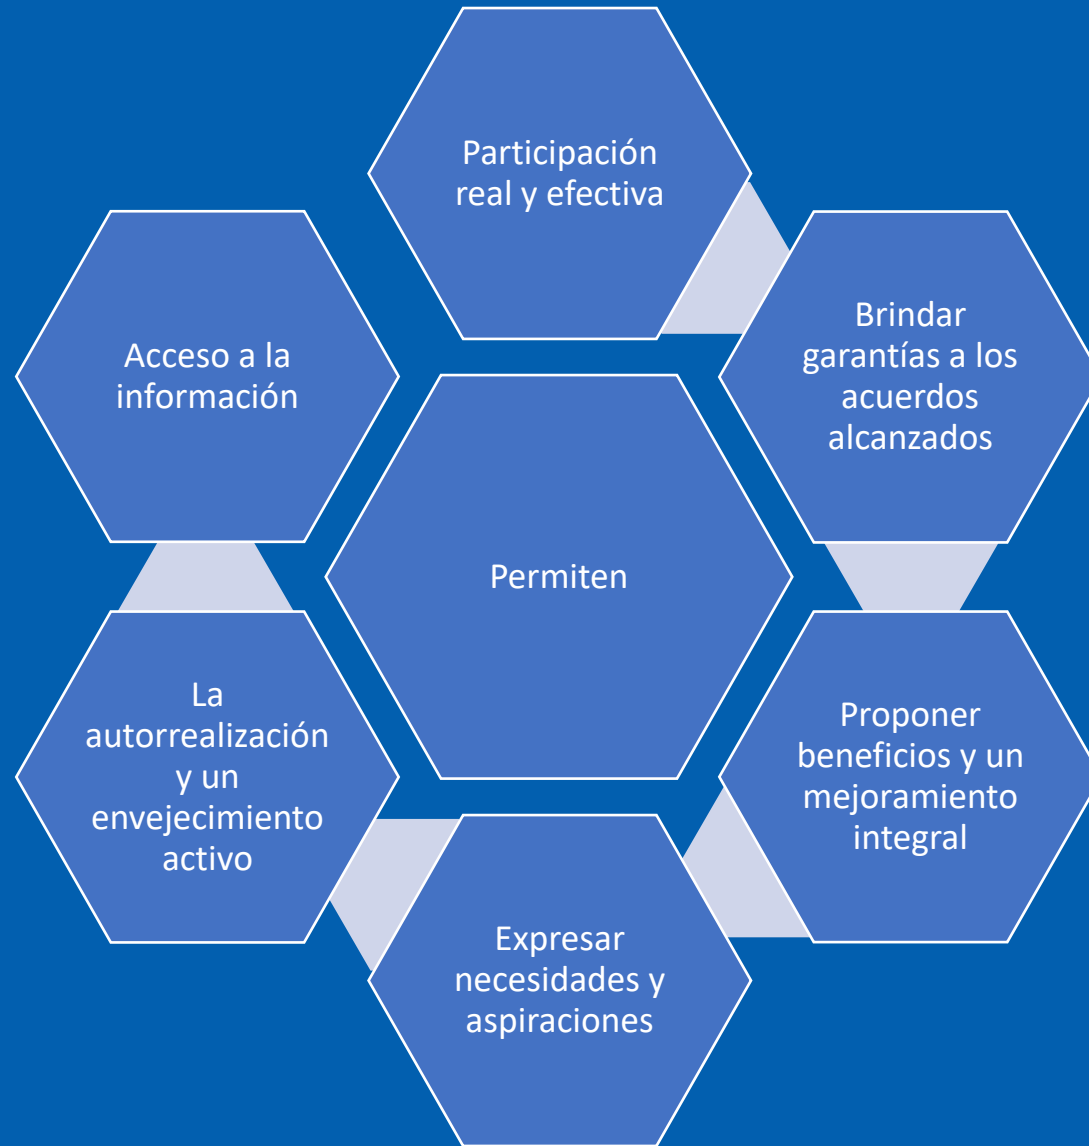 Participación
real y efectiva
Brindar
garantías a los
acuerdos
alcanzados
Proponer
beneficios y un
mejoramiento
integral
Expresar
necesidades y
aspiraciones
La
autorrealización
y un
envejecimiento
activo
Acceso a la
información
Permiten